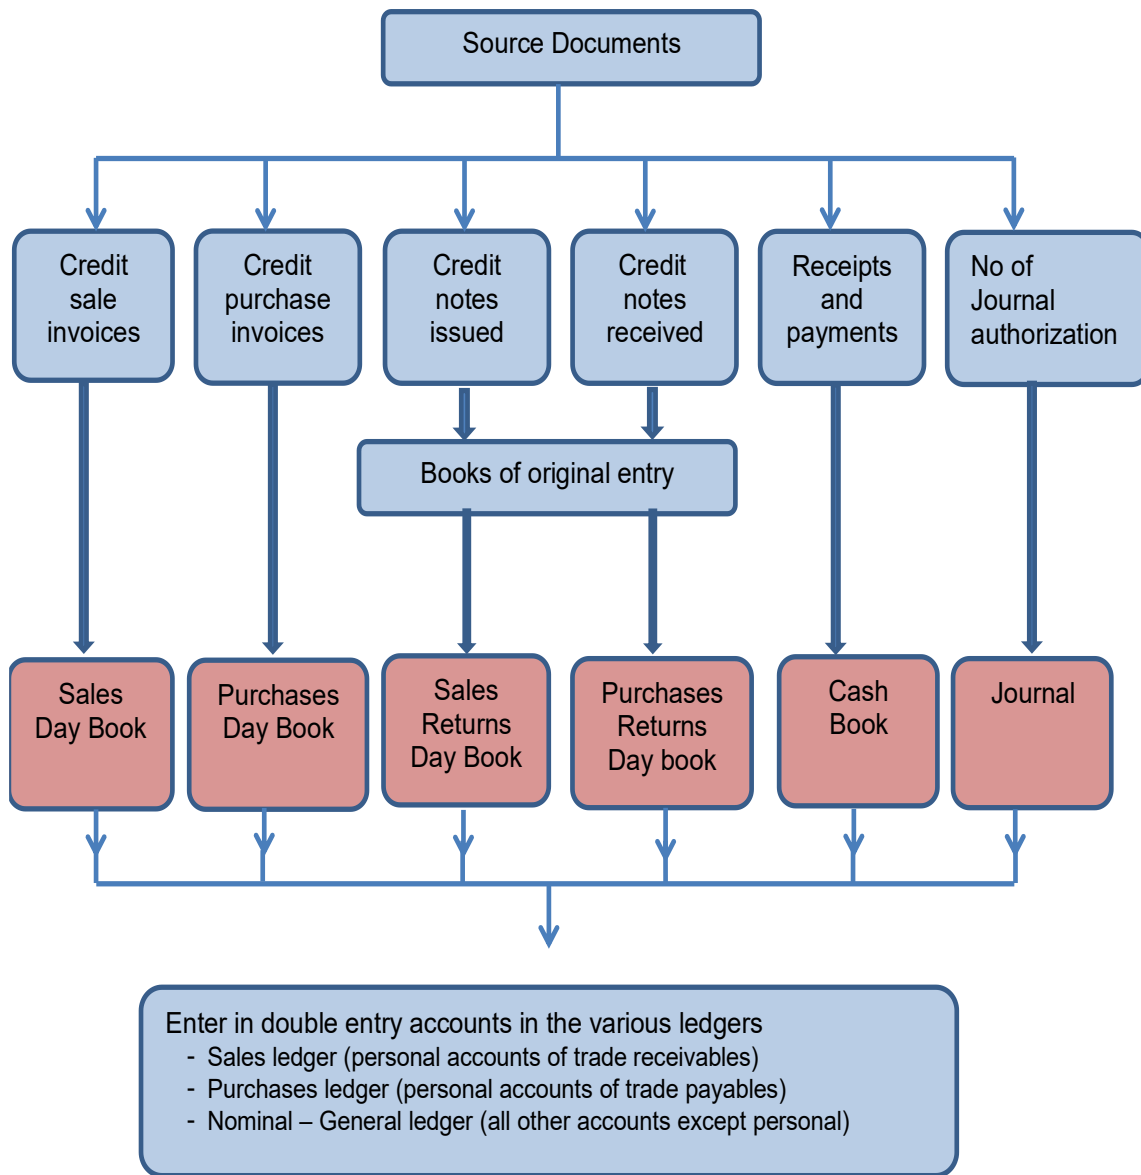 Source Documents
Credit
sale
invoices
Credit
purchase
invoices
Credit
notes
issued
Credit
notes
received
Receipts
and
payments
No of
Journal
authorization
Books of original entry
Sales
Day Book
Purchases
Day Book
Sales
Returns
Day Book
Purchases
Returns
Day book
Cash
Book
Journal
Enter in double entry accounts in the various ledgers
- Sales ledger (personal accounts of trade receivables)
- Purchases ledger (personal accounts of trade payables)
- Nominal – General ledger (all other accounts except personal)